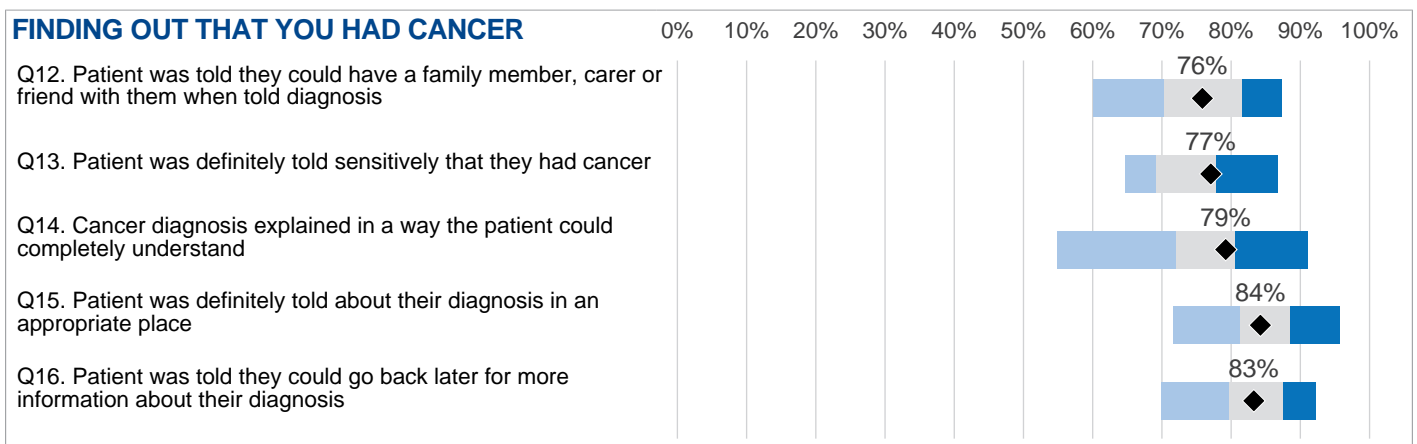 FINDING OUT THAT YOU HAD CANCER
0% 10% 20% 30% 40% 50% 60% 70% 80% 90% 100%
Q12. Patient was told they could have a family member, carer or
friend with them when told diagnosis
76%
Q13. Patient was definitely told sensitively that they had cancer
77%
Q14. Cancer diagnosis explained in a way the patient could
completely understand
79%
Q15. Patient was definitely told about their diagnosis in an
appropriate place
84%
Q16. Patient was told they could go back later for more
information about their diagnosis
83%